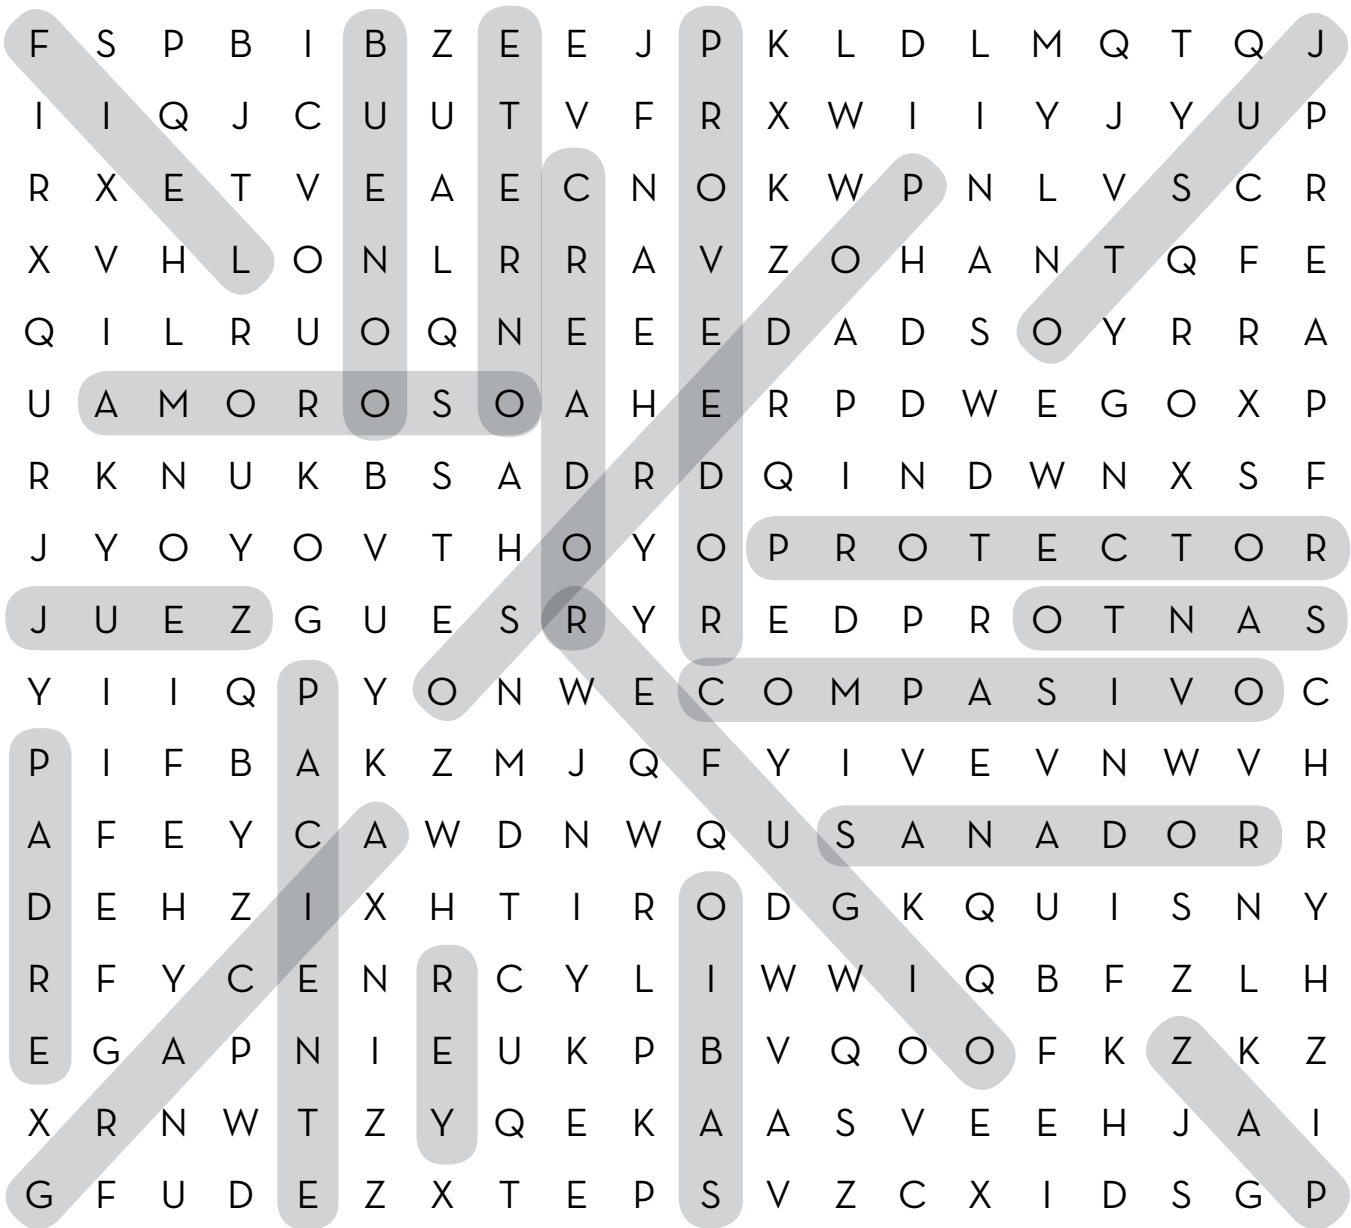 F S P B I B Z E E J P K L D L M Q T Q J
I I Q J C U U T V F R X W I I Y J Y U P
R X E T V E A E C N O K W P N L V S C R
X V H L O N L R R A V Z O H A N T Q F E
Q I L R U O Q N E E E D A D S O Y R R A
U A M O R O S O A H E R P D W E G O X P
R K N U K B S A D R D Q I N D W N X S F
J Y O Y O V T H O Y O P R O T E C T O R
J U E Z G U E S R Y R E D P R O T N A S
Y I I Q P Y O N W E C O M P A S I V O C
P I F B A K Z M J Q F Y I V E V N W V H
A F E Y C A W D N W Q U S A N A D O R R
D E H Z I X H T I R O D G K Q U I S N Y
R F Y C E N R C Y L I W W I Q B F Z L H
E G A P N I E U K P B V Q O O F K Z K Z
X R N W T Z Y Q E K A A S V E E H J A I
G F U D E Z X T E P S V Z C X I D S G P